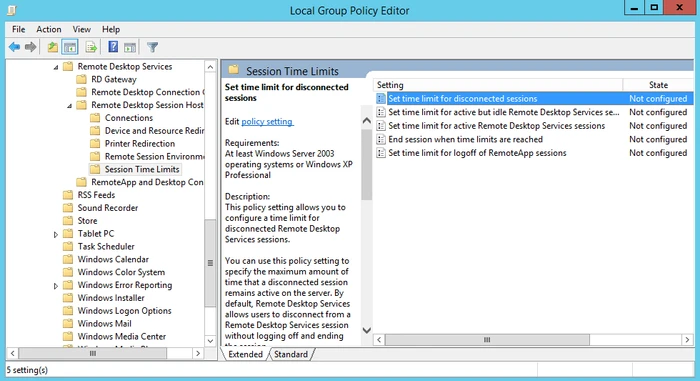 Local Group Policy Editor
File Action View Help
Remote Desktop Services
RD Gateway
Remote Desktop Connection C
Remote Desktop Session Host
Connections
Device and Resource Redir
Printer Redirection
Remote Session Environme
Session Time Limits
RemoteApp and Desktop Con
RSS Feeds
Sound Recorder
Store
Tablet PC
Task Scheduler
Windows Calendar
Windows Color System
Windows Error Reporting
Windows Installer
Windows Logon Options
Windows Mail
Windows Media Center
Session Time Limits
Set time limit for disconnected
sessions
Edit policy setting
Requirements:
At least Windows Server 2003
operating systems or Windows XP
Professional
Description:
This policy setting allows you to
configure a time limit for
disconnected Remote Desktop
Services sessions.
You can use this policy setting to
specify the maximum amount of
time that a disconnected session
remains active on the server. By
default, Remote Desktop Services
allows users to disconnect from a
Remote Desktop Services session
without logging off and ending
Setting State
Set time limit for disconnected sessions Not configured
Set time limit for active but idle Remote Desktop Services se... Not configured
Set time limit for active Remote Desktop Services sessions Not configured
End session when time limits are reached Not configured
Set time limit for logoff of RemoteApp sessions Not configured
Extended Standard
5 setting(s)